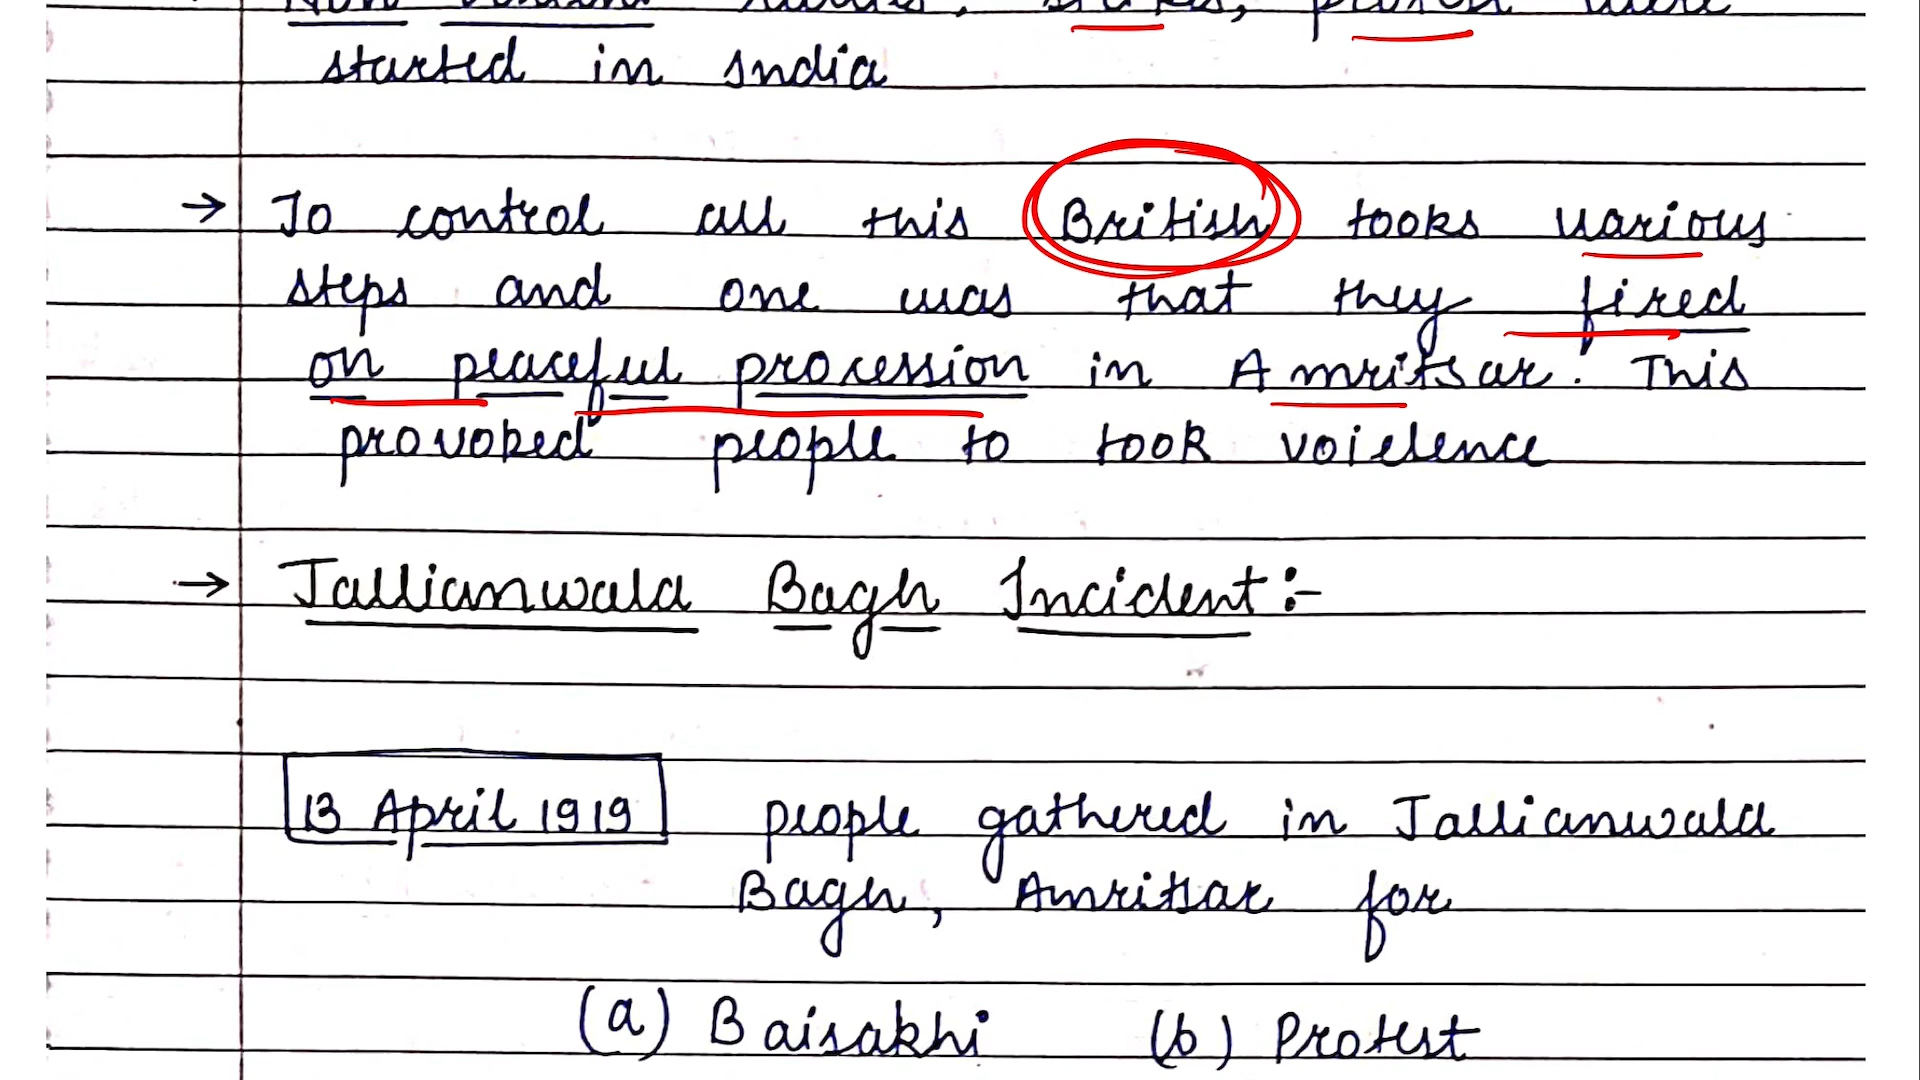 started in India
→ To control all this British tooks various
steps and one was that they fired
on peaceful procession in Amritsar. This
provoked people to took voielence
→ Jallianwala Bagh Incident :-
13 April 1919 people gathered in Jallianwala
Bagh, Amritsar for
(a) Baisakhi (b) Protest